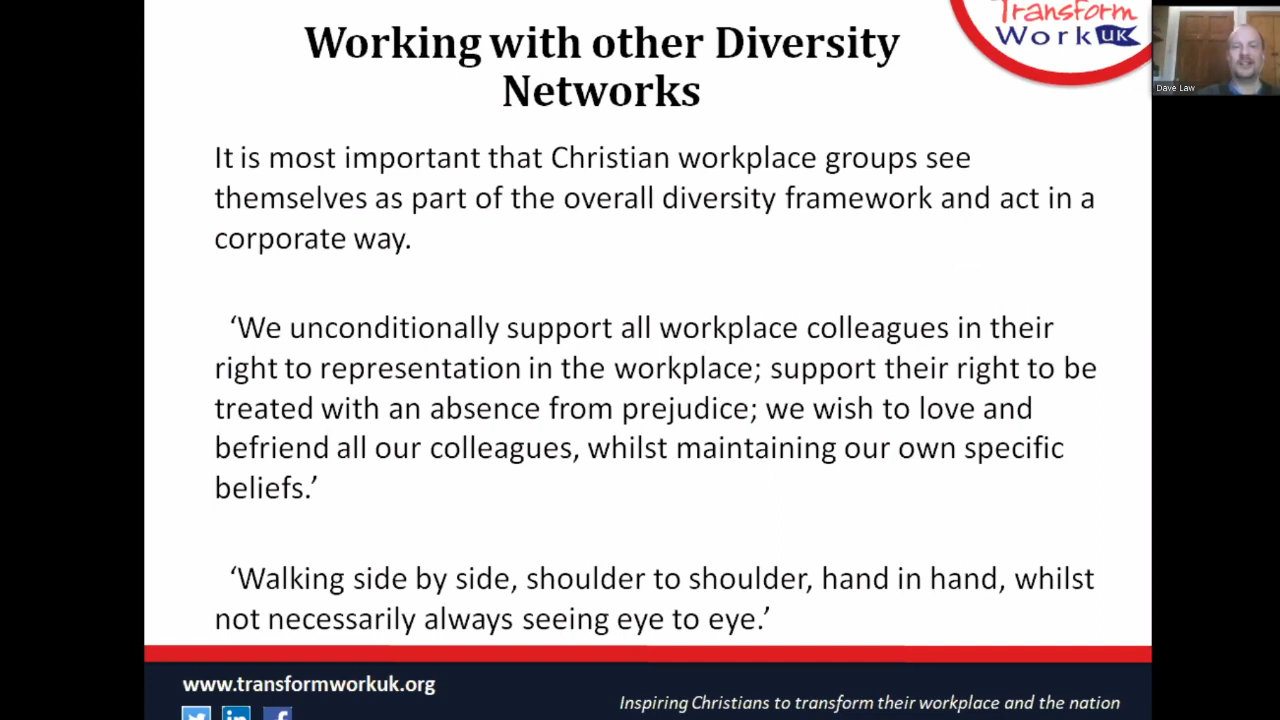 Working with other Diversity
Networks
Transform
Work UK
Dave Law
It is most important that Christian workplace groups see
themselves as part of the overall diversity framework and act in a
corporate way.
‘We unconditionally support all workplace colleagues in their
right to representation in the workplace; support their right to be
treated with an absence from prejudice; we wish to love and
befriend all our colleagues, whilst maintaining our own specific
beliefs.’
‘Walking side by side, shoulder to shoulder, hand in hand, whilst
not necessarily always seeing eye to eye.’
www.transformworkuk.org
Inspiring Christians to transform their workplace and the nation